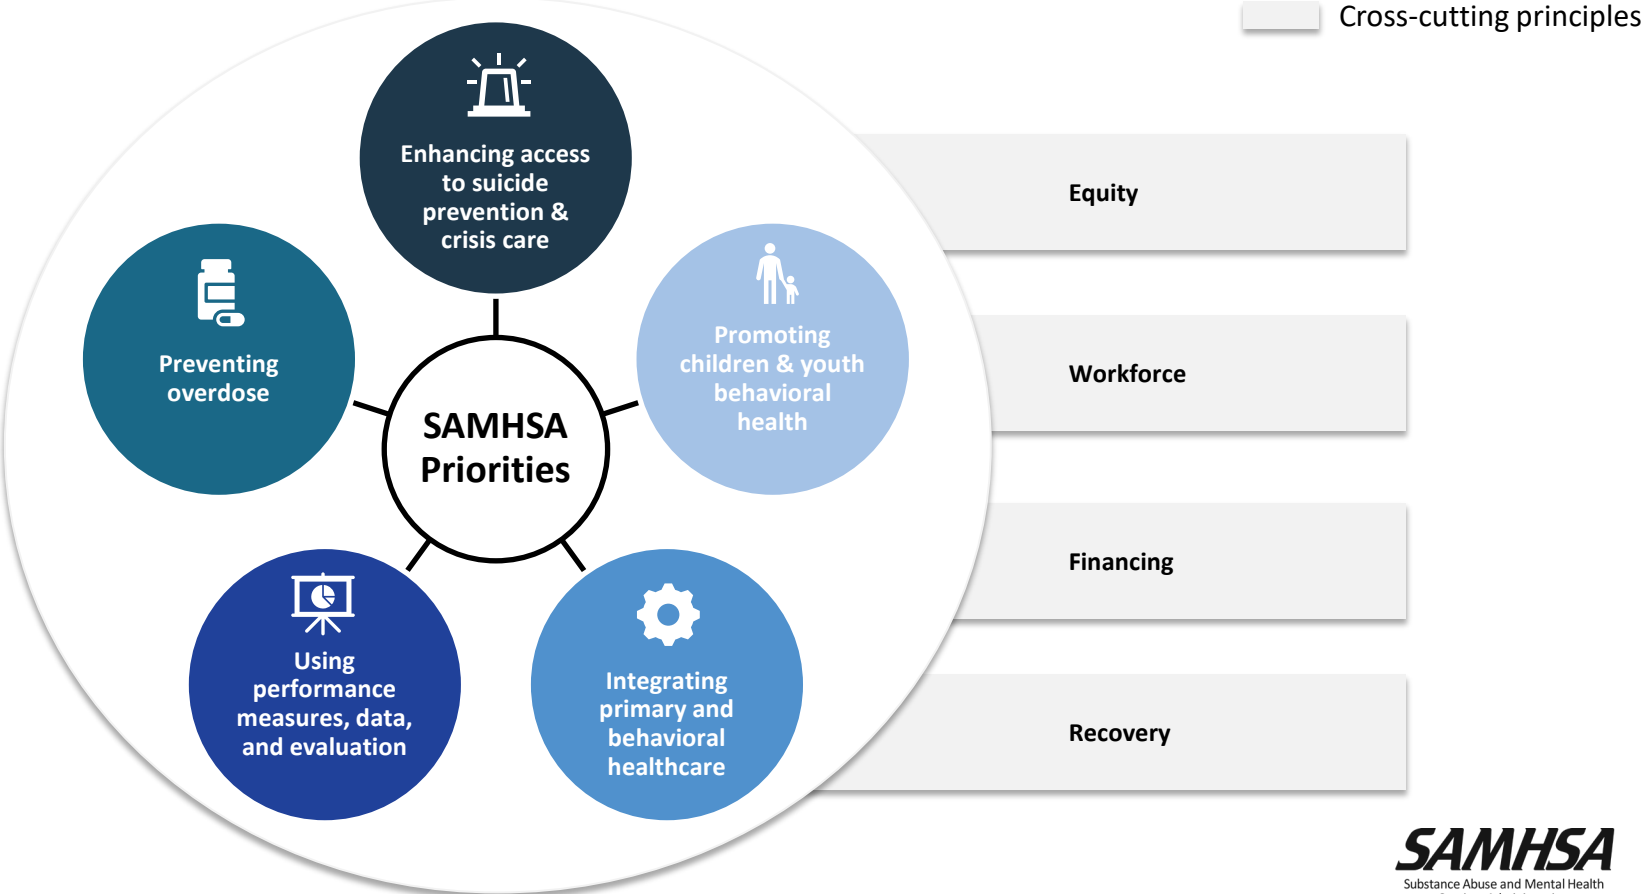 Cross-cutting principles
Enhancing access
to suicide
prevention &
crisis care
Preventing
overdose
Promoting
children & youth
behavioral
health
SAMHSA
Priorities
Using
performance
measures, data,
and evaluation
Integrating
primary and
behavioral
healthcare
Equity
Workforce
Financing
Recovery
SAMHSA
Substance Abuse and Mental Health